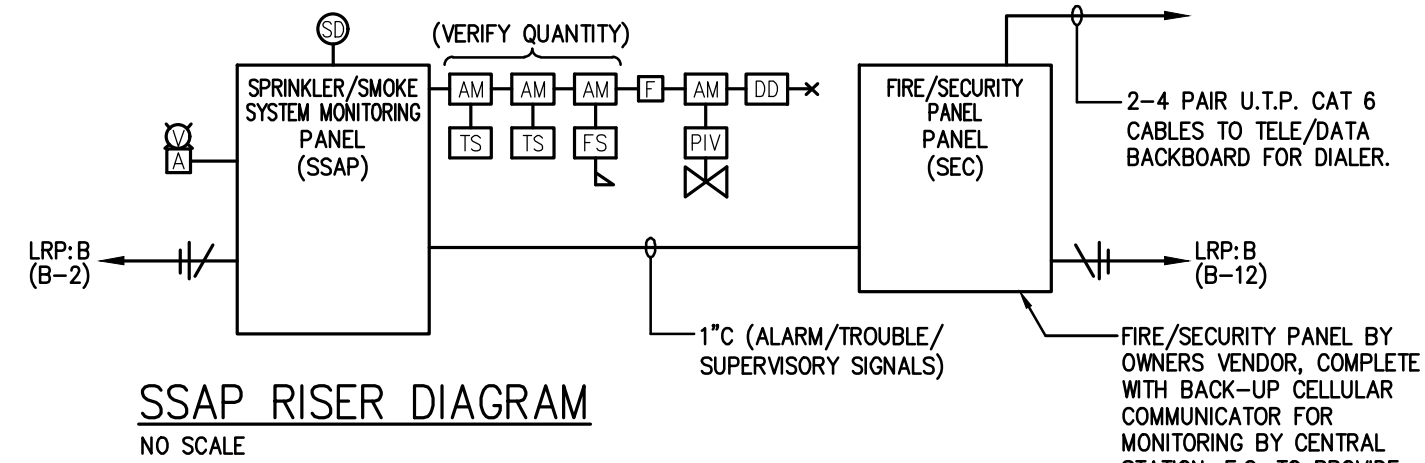 SD
(VERIFY QUANTITY)
SPRINKLER/SMOKE
SYSTEM MONITORING
PANEL
(SSAP)
AM
AM
AM
F
AM
DD
TS
TS
FS
PIV
V
A
LRP:B
(B-2)
FIRE/SECURITY
PANEL
PANEL
(SEC)
2-4 PAIR U.T.P. CAT 6
CABLES TO TELE/DATA
BACKBOARD FOR DIALER.
LRP:B
(B-12)
1"C (ALARM/TROUBLE/
SUPERVISORY SIGNALS)
FIRE/SECURITY PANEL BY
OWNERS VENDOR, COMPLETE
WITH BACK-UP CELLULAR
COMMUNICATOR FOR
MONITORING BY CENTRAL
STATION. E.C. TO PROVIDE
SSAP RISER DIAGRAM
NO SCALE